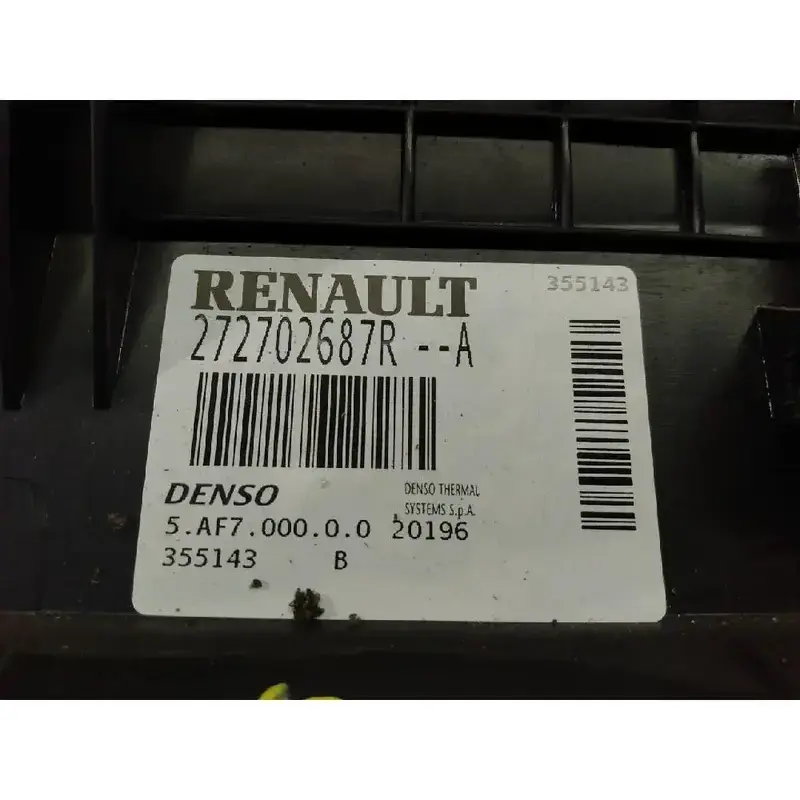 RENAULT
355143
272702687R --A
DENSO
DENSO THERMAL
SYSTEMS S.p.A.
5.AF7.000.0.0 20196
355143 B